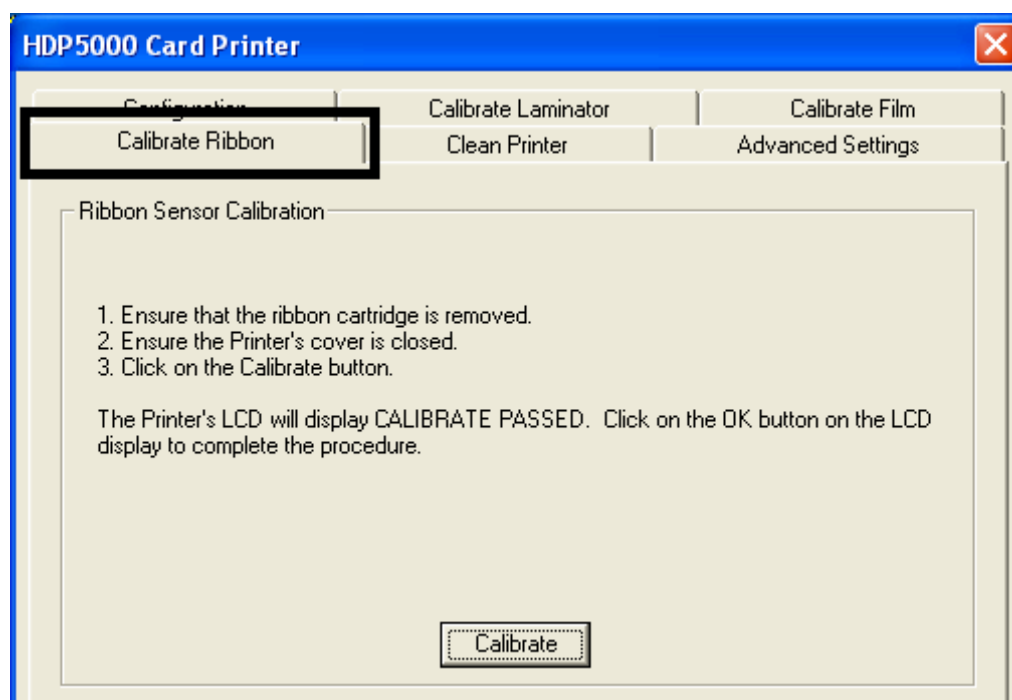 HDP5000 Card Printer
Configuration Calibrate Laminator Calibrate Film
Calibrate Ribbon Clean Printer Advanced Settings
Ribbon Sensor Calibration
1. Ensure that the ribbon cartridge is removed.
2. Ensure the Printer's cover is closed.
3. Click on the Calibrate button.
The Printer's LCD will display CALIBRATE PASSED. Click on the OK button on the LCD
display to complete the procedure.
Calibrate